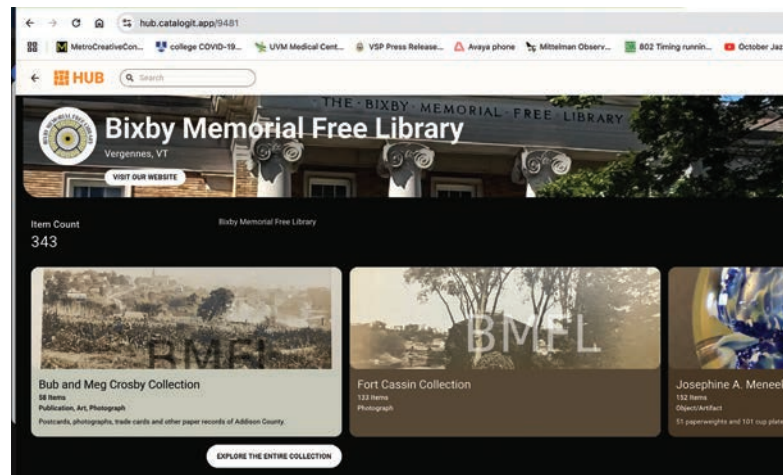 hub.catalogit.app/9481
MetroCreativeCon... college COVID-19... UVM Medical Cent... VSP Press Release... Avaya phone Mittelman Observ... 802 Timing runnin... October Jaz
HUB Search
THE·BIXBY·MEMORIAL·FREE·LIBRARY
Bixby Memorial Free Library
Vergennes, VT
VISIT OUR WEBSITE
Item Count
343
Bixby Memorial Free Library
BMFL
Bub and Meg Crosby Collection
58 Items
Publication, Art, Photograph
Postcards, photographs, trade cards and other paper records of Addison County.
BMFL
Fort Cassin Collection
133 Items
Photograph
Josephine A. Meneel
152 Items
Object/Artifact
51 paperweights and 101 cup plate
EXPLORE THE ENTIRE COLLECTION